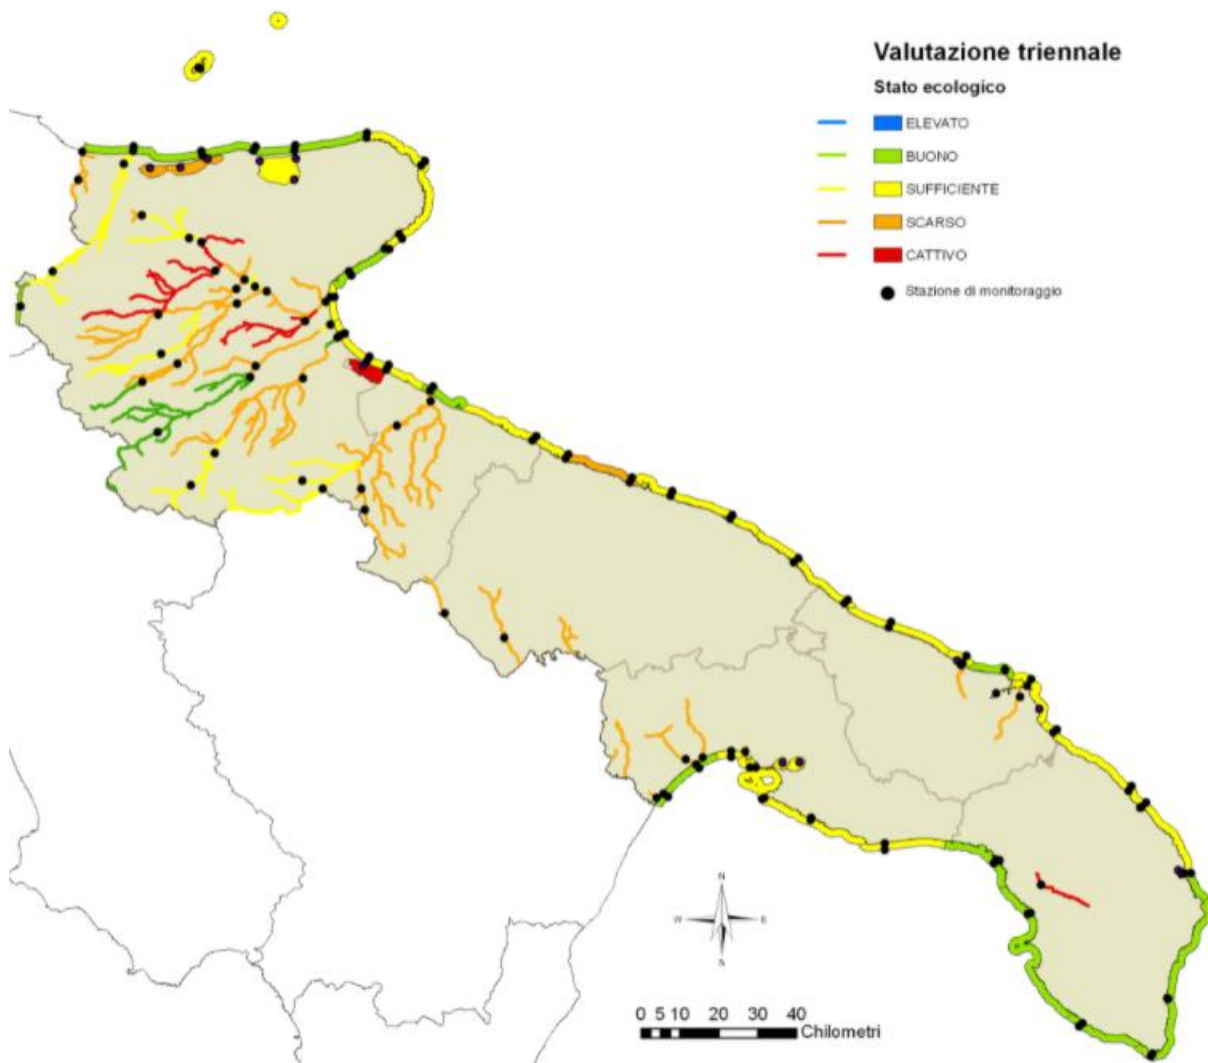 Valutazione triennale
Stato ecologico
ELEVATO
BUONO
SUFFICIENTE
SCARSO
CATTIVO
Stazione di monitoraggio
N
W E
S
0 5 10 20 30 40
Chilometri